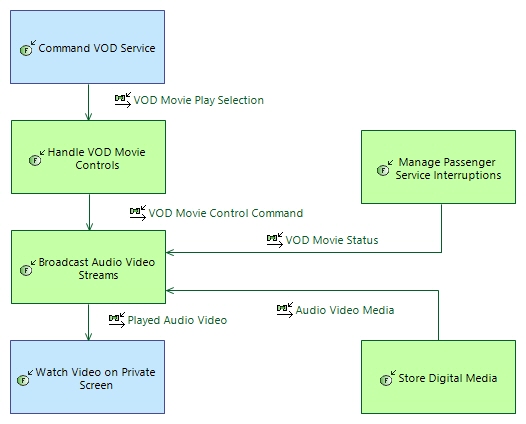 Command VOD Service
VOD Movie Play Selection
Handle VOD Movie
Controls
Manage Passenger
Service Interruptions
VOD Movie Control Command
VOD Movie Status
Broadcast Audio Video
Streams
Audio Video Media
Played Audio Video
Watch Video on Private
Screen
Store Digital Media